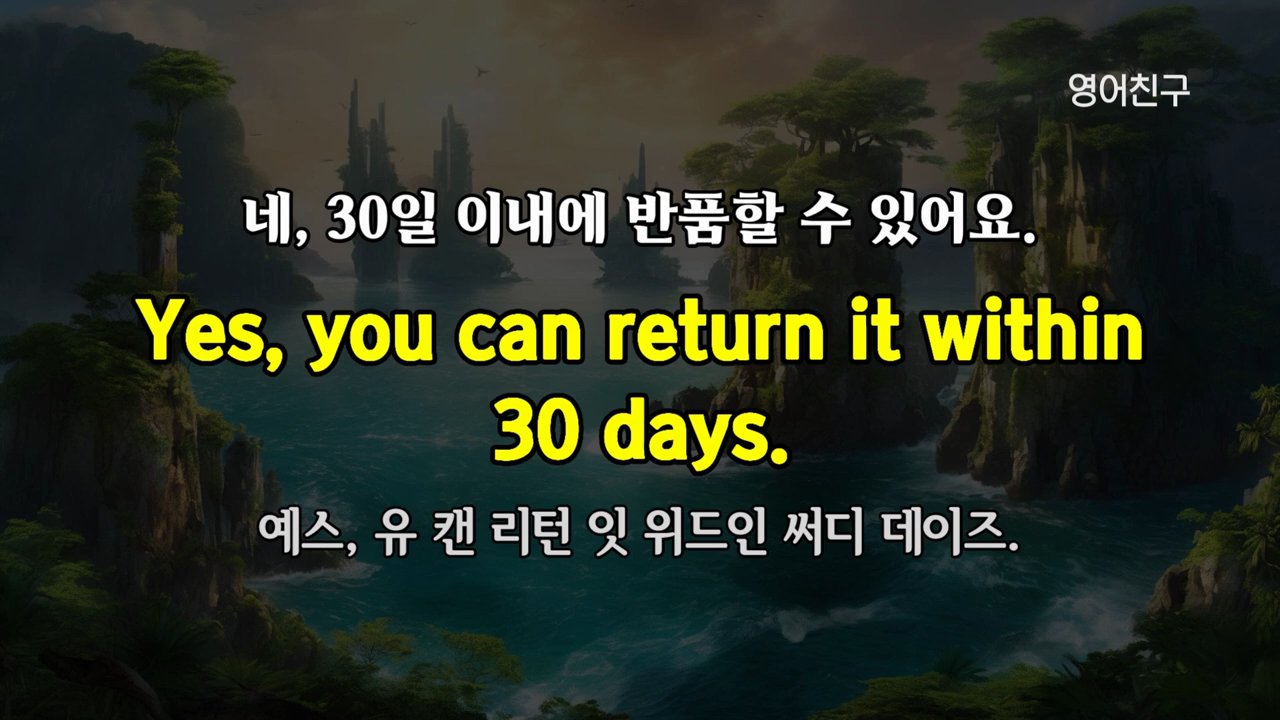 영어친구
네, 30일 이내에 반품할 수 있어요.
Yes, you can return it within
30 days.
예스, 유 캔 리턴 잇 위드인 써디 데이즈.